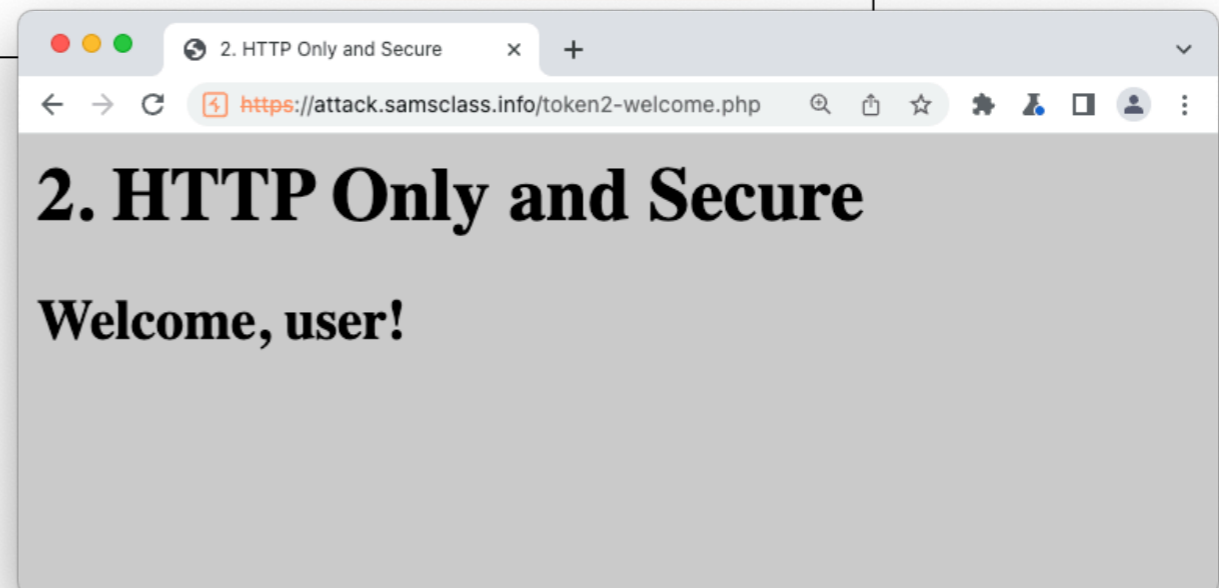 2. HTTP Only and Secure
https://attack.samsclass.info/token2-welcome.php
2. HTTP Only and Secure
Welcome, user!